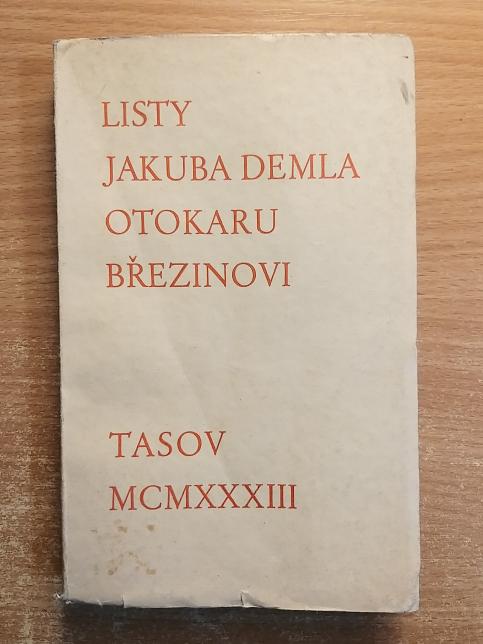 LISTY
JAKUBA DEMLA
OTOKARU
BŘEZINOVI
TASOV
MCMXXXIII